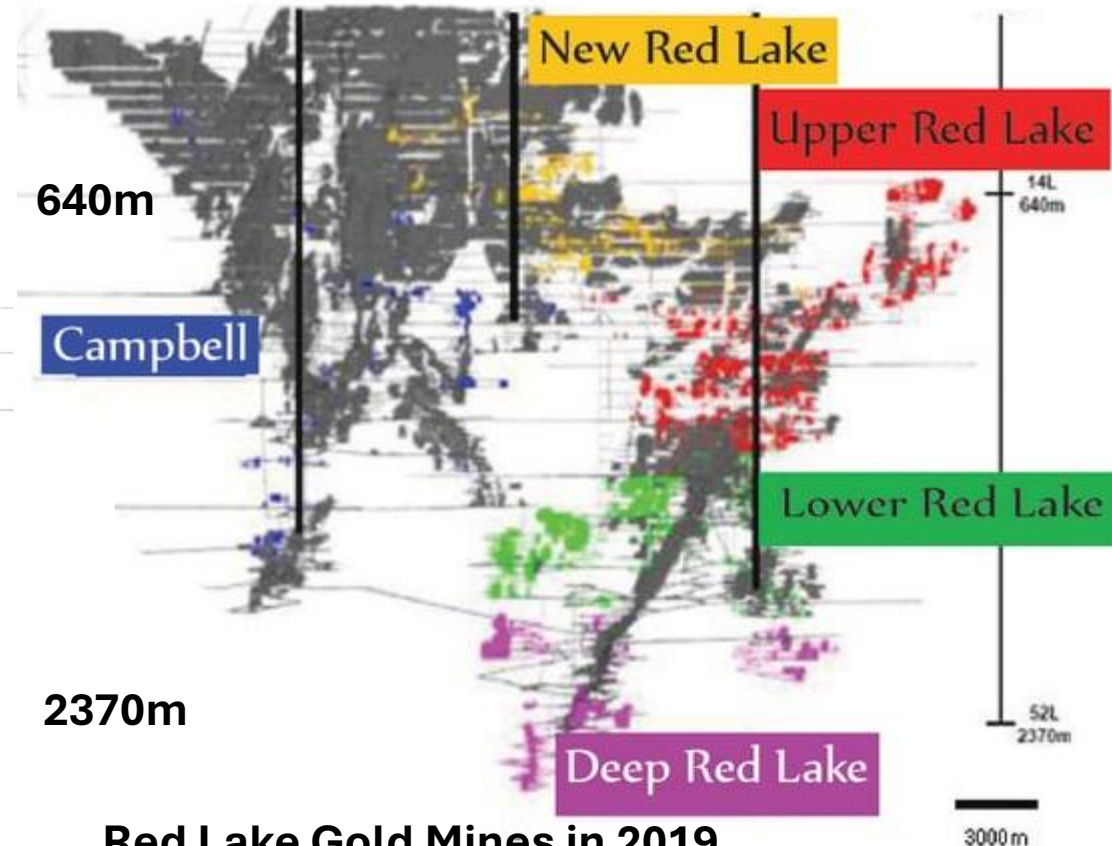 New Red Lake
Upper Red Lake
14L
640m
640m
Campbell
Lower Red Lake
2370m
52L
2370m
Deep Red Lake
Red Lake Gold Mines in 2019
3000 m